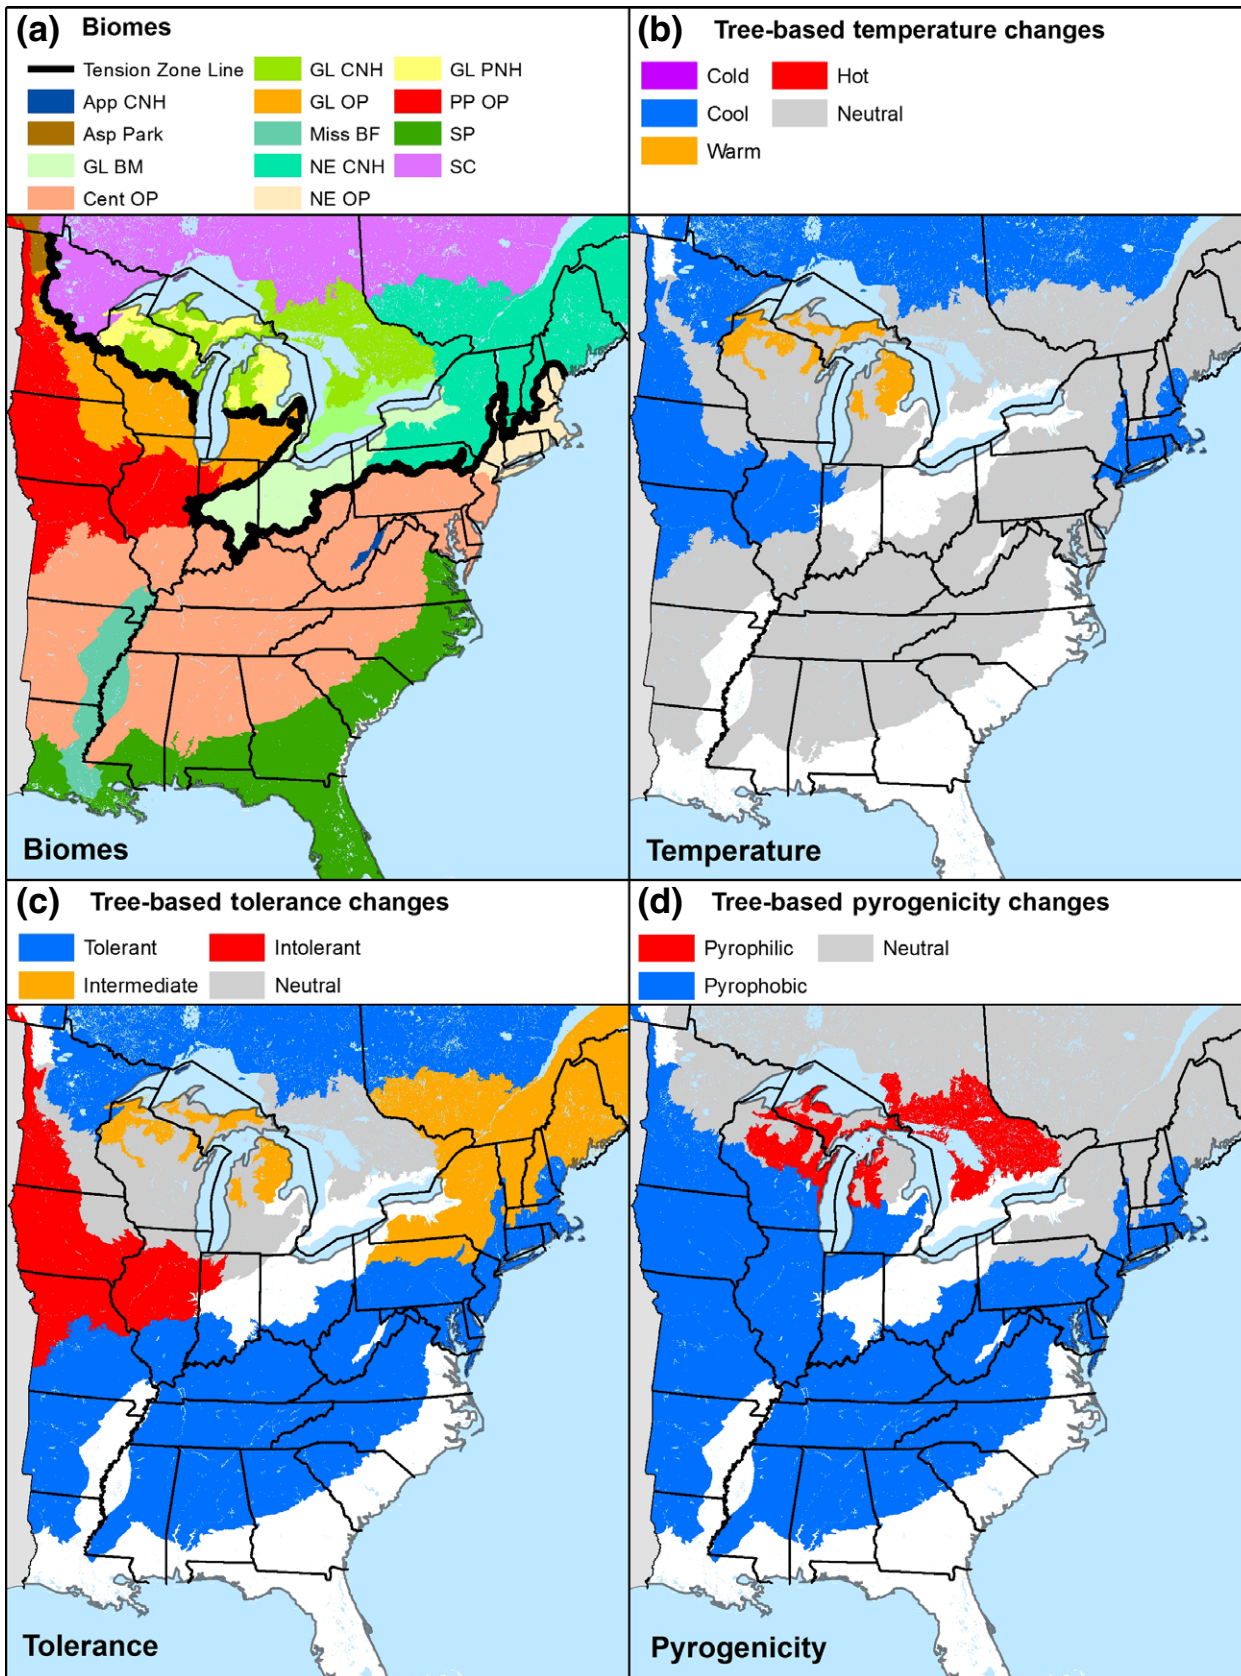 (a) Biomes
Tension Zone Line GL CNH GL PNH
App CNH GL OP PP OP
Asp Park Miss BF SP
GL BM NE CNH SC
Cent OP NE OP
Biomes
(b) Tree-based temperature changes
Cold Hot
Cool Neutral
Warm
Temperature
(c) Tree-based tolerance changes
Tolerant Intolerant
Intermediate Neutral
Tolerance
(d) Tree-based pyrogenicity changes
Pyrophilic Neutral
Pyrophobic
Pyrogenicity